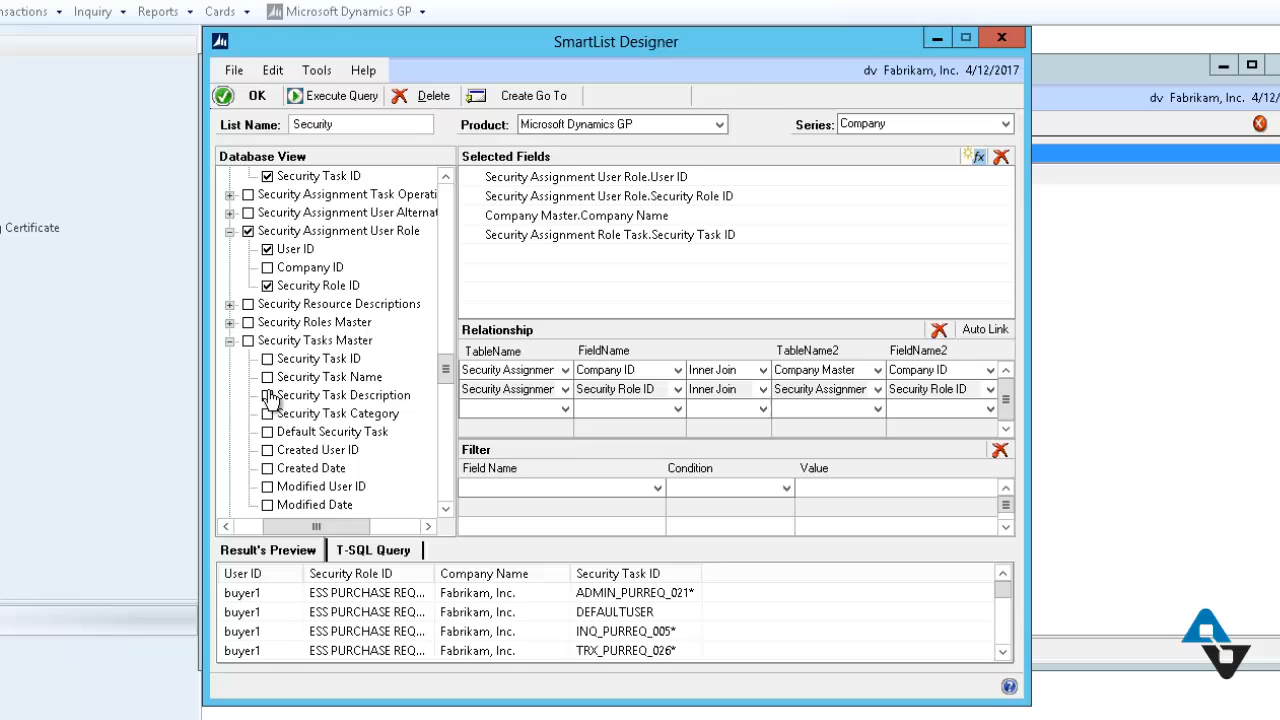 nsactions Inquiry Reports Cards Microsoft Dynamics GP
SmartList Designer
File Edit Tools Help
dv Fabrikam, Inc. 4/12/2017
dv Fabrikam, Inc. 4/12/
OK Execute Query Delete Create Go To
List Name: Security Product: Microsoft Dynamics GP Series: Company
Database View
Security Task ID
Security Assignment Task Operati
Security Assignment User Alternat
Security Assignment User Role
User ID
Company ID
Security Role ID
Security Resource Descriptions
Security Roles Master
Security Tasks Master
Security Task ID
Security Task Name
Security Task Description
Security Task Category
Default Security Task
Created User ID
Created Date
Modified User ID
Modified Date
g Certificate
Selected Fields
fx
Security Assignment User Role.User ID
Security Assignment User Role.Security Role ID
Company Master.Company Name
Security Assignment Role Task.Security Task ID
Relationship Auto Link
TableName FieldName TableName2 FieldName2
Security Assignmer Company ID Inner Join Company Master Company ID
Security Assignmer Security Role ID Inner Join Security Assignmer Security Role ID
Filter
Field Name Condition Value
Result's Preview T-SQL Query
User ID Security Role ID Company Name Security Task ID
buyer1 ESS PURCHASE REQ... Fabrikam, Inc. ADMIN_PURREQ_021*
buyer1 ESS PURCHASE REQ... Fabrikam, Inc. DEFAULTUSER
buyer1 ESS PURCHASE REQ... Fabrikam, Inc. INQ_PURREQ_005*
buyer1 ESS PURCHASE REQ... Fabrikam, Inc. TRX_PURREQ_026*